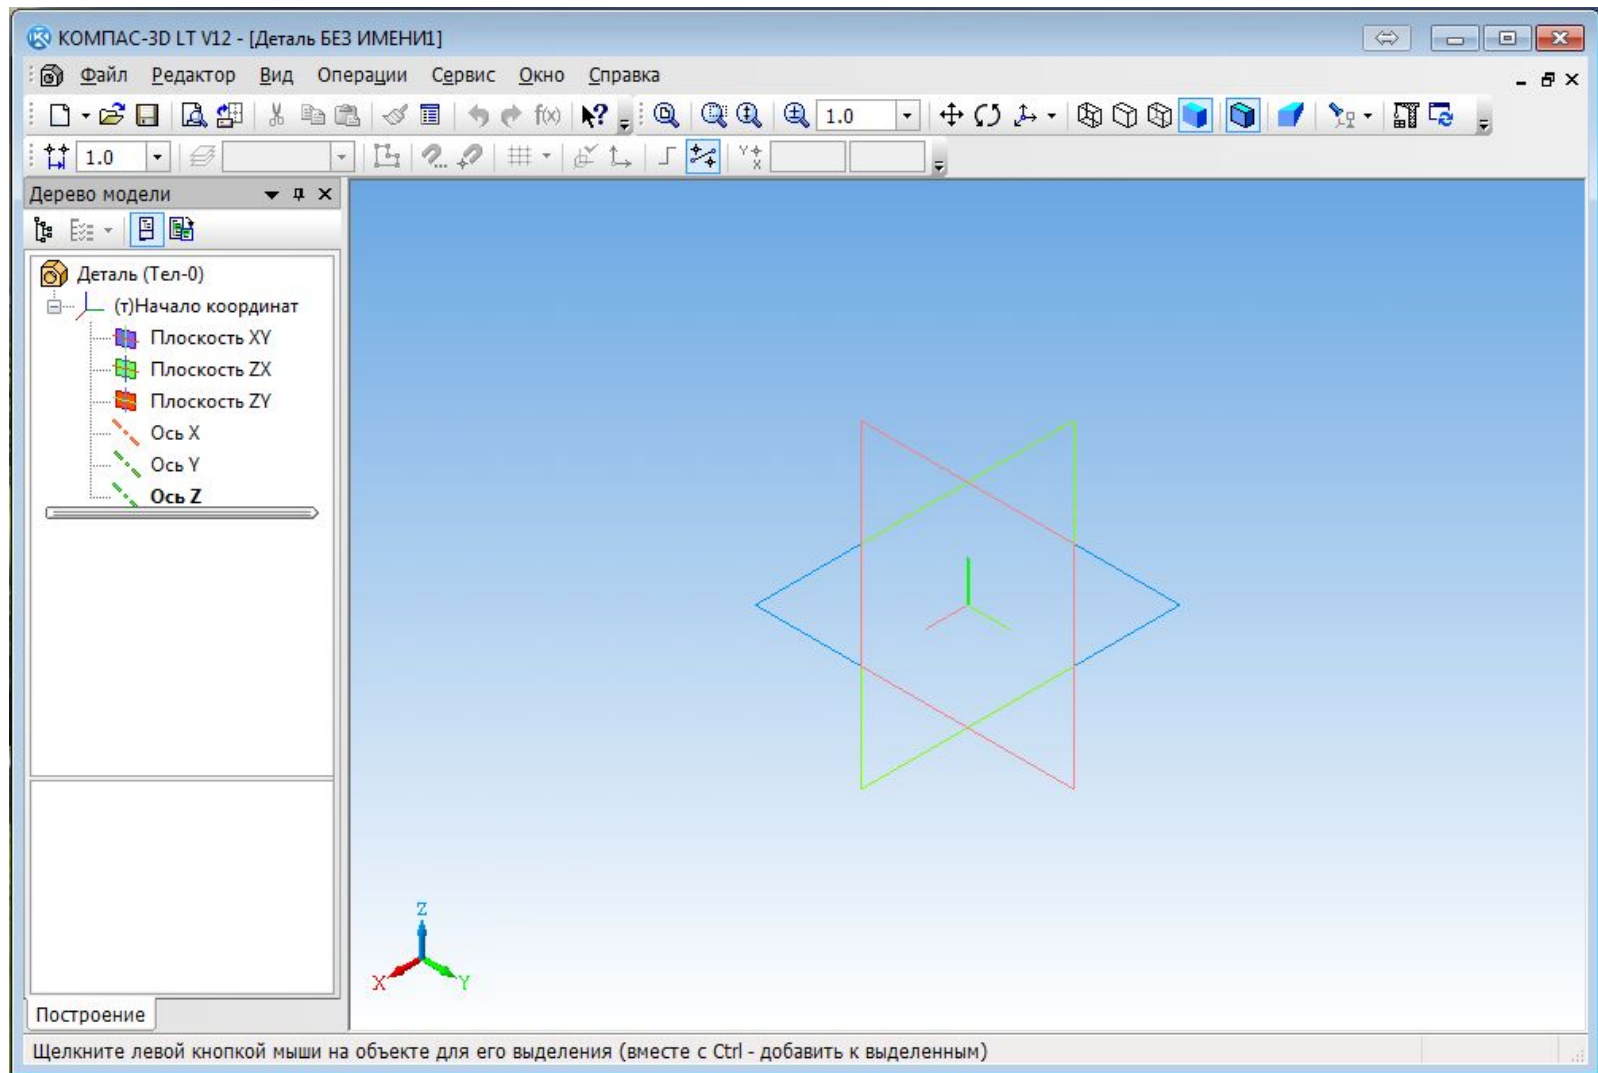 КОМПАС-3D LT V12 - [Деталь БЕЗ ИМЕНИ1]
Файл Редактор Вид Операции Сервис Окно Справка
f(x) 1.0
1.0
Дерево модели
Деталь (Тел-0)
(т)Начало координат
Плоскость XY
Плоскость ZX
Плоскость ZY
Ось X
Ось Y
Ось Z
Z
X Y
Построение
Щелкните левой кнопкой мыши на объекте для его выделения (вместе с Ctrl - добавить к выделенным)